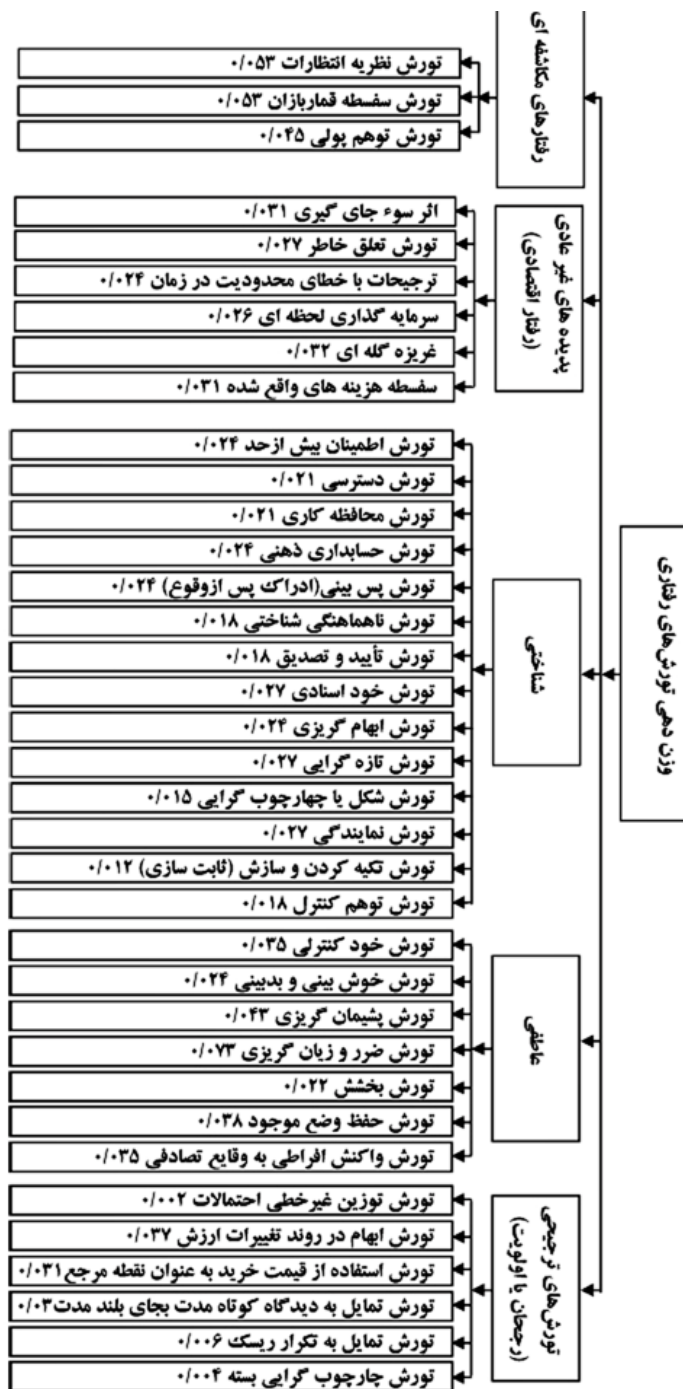 وزن دهی تورش‌های رفتاری
رفتارهای مکاشفه ای
تورش نظریه انتظارات ۰/۰۵۳
تورش سفسطه قماربازان ۰/۰۵۳
تورش توهم پولی ۰/۰۴۵
پدیده های غیر عادی
(رفتار اقتصادی)
اثر سوء جای گیری ۰/۰۳۱
تورش تعلق خاطر ۰/۰۲۷
ترجیحات با خطای محدودیت در زمان ۰/۰۲۴
سرمایه گذاری لحظه ای ۰/۰۲۶
غریزه گله ای ۰/۰۳۲
سفسطه هزینه های واقع شده ۰/۰۳۱
شناختی
تورش اطمینان بیش ازحد ۰/۰۲۴
تورش دسترسی ۰/۰۲۱
تورش محافظه کاری ۰/۰۲۱
تورش حسابداری ذهنی ۰/۰۲۴
تورش پس بینی(ادراک پس ازوقوع) ۰/۰۲۴
تورش ناهماهنگی شناختی ۰/۰۱۸
تورش تأیید و تصدیق ۰/۰۱۸
تورش خود اسنادی ۰/۰۲۷
تورش ابهام گریزی ۰/۰۲۴
تورش تازه گرایی ۰/۰۲۷
تورش شکل یا چهارچوب گرایی ۰/۰۱۵
تورش نمایندگی ۰/۰۲۷
تورش تکیه کردن و سازش (ثابت سازی) ۰/۰۱۲
تورش توهم کنترل ۰/۰۱۸
عاطفی
تورش خود کنترلی ۰/۰۳۵
تورش خوش بینی و بدبینی ۰/۰۲۴
تورش پشیمان گریزی ۰/۰۴۳
تورش ضرر و زیان گریزی ۰/۰۷۳
تورش بخشش ۰/۰۲۲
تورش حفظ وضع موجود ۰/۰۳۸
تورش واکنش افراطی به وقایع تصادفی ۰/۰۳۵
تورش‌های ترجیحی
(رجحان یا اولویت)
تورش توزین غیرخطی احتمالات ۰/۰۰۲
تورش ابهام در روند تغییرات ارزش ۰/۰۳۷
تورش استفاده از قیمت خرید به عنوان نقطه مرجع۰/۰۳۱
تورش تمایل به دیدگاه کوتاه مدت بجای بلند مدت۰/۰۳
تورش تمایل به تکرار ریسک ۰/۰۰۶
تورش چارچوب گرایی بسته ۰/۰۰۴